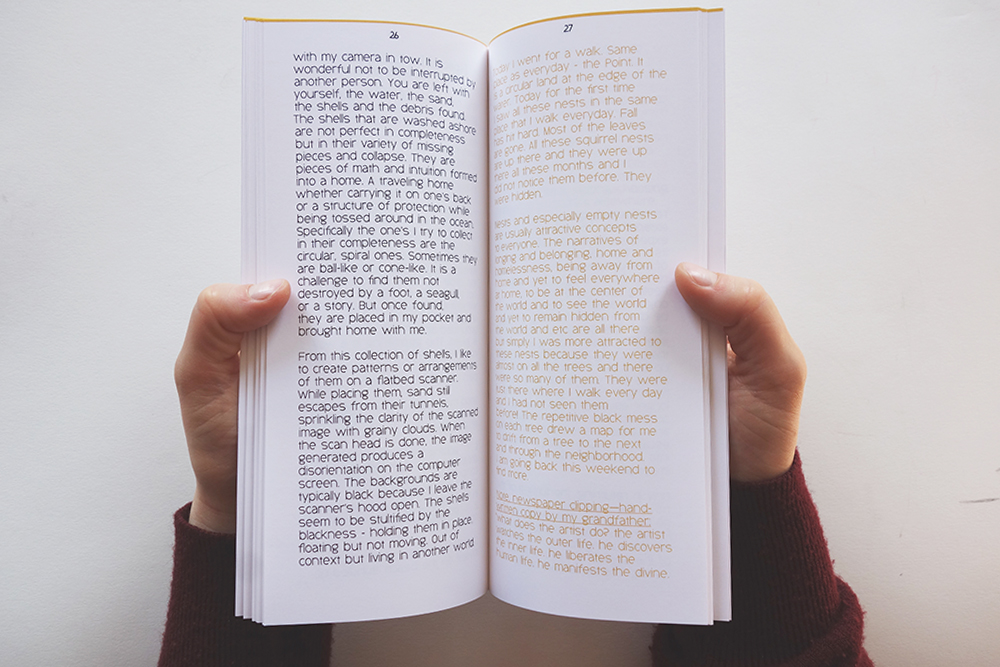 26
with my camera in tow. It is
wonderful not to be interrupted by
another person. You are left with
yourself, the water, the sand,
the shells and the debris found.
The shells that are washed ashore
are not perfect in completeness
but in their variety of missing
pieces and collapse. They are
pieces of math and intuition formed
into a home. A traveling home
whether carrying it on one's back
or a structure of protection while
being tossed around in the ocean.
Specifically the one's I try to collect
in their completeness are the
circular, spiral ones. Sometimes they
are ball-like or cone-like. It is a
challenge to find them not
destroyed by a foot, a seagull,
or a story. But once found,
they are placed in my pocket and
brought home with me.
From this collection of shells, I like
to create patterns or arrangements
of them on a flatbed scanner.
While placing them, sand still
escapes from their tunnels,
sprinkling the clarity of the scanned
image with grainy clouds. When
the scan head is done, the image
generated produces a
disorientation on the computer
screen. The backgrounds are
typically black because I leave the
scanner's hood open. The shells
seem to be stultified by the
blackness - holding them in place,
floating but not moving. Out of
context but living in another world.
27
Today I went for a walk. Same
place as everyday - the Point. It
is a circular land at the edge of the
water. Today for the first time
I saw all these nests in the same
place that I walk everyday. Fall
has hit hard. Most of the leaves
are gone. All these squirrel nests
are up there and they were up
there all these months and I
did not notice them before. They
were hidden.
Nests and especially empty nests
are usually attractive concepts
to everyone. The narratives of
longing and belonging, home and
homelessness, being away from
home and yet to feel everywhere
at home, to be at the center of
the world and to see the world
and yet to remain hidden from
the world and etc are all there
but simply I was more attracted to
these nests because they were
almost on all the trees and there
were so many of them. They were
just there where I walk every day
and I had not seen them
before! The repetitive black mess
on each tree drew a map for me
to drift from a tree to the next
and through the neighborhood.
I am going back this weekend to
find more.
newspaper clipping—hand-
written copy by my grandfather:
"what does the artist do? the artist
reaches the outer life, he discovers
the inner life, he liberates the
human life, he manifests the divine.